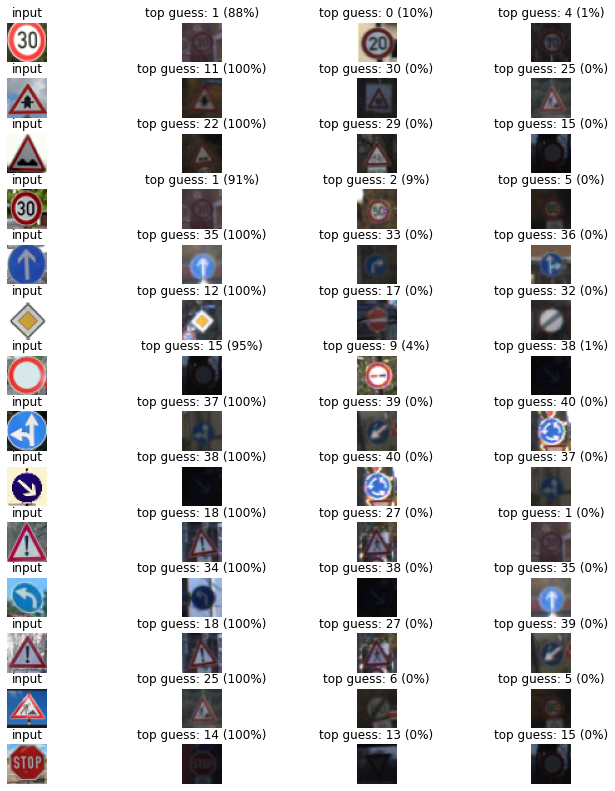 input top guess: 1 (88%) top guess: 0 (10%) top guess: 4 (1%)
30 30 20 70
input top guess: 11 (100%) top guess: 30 (0%) top guess: 25 (0%)
input top guess: 22 (100%) top guess: 29 (0%) top guess: 15 (0%)
input top guess: 1 (91%) top guess: 2 (9%) top guess: 5 (0%)
30 30 50
input top guess: 35 (100%) top guess: 33 (0%) top guess: 36 (0%)
input top guess: 12 (100%) top guess: 17 (0%) top guess: 32 (0%)
input top guess: 15 (95%) top guess: 9 (4%) top guess: 38 (1%)
input top guess: 37 (100%) top guess: 39 (0%) top guess: 40 (0%)
input top guess: 38 (100%) top guess: 40 (0%) top guess: 37 (0%)
input top guess: 18 (100%) top guess: 27 (0%) top guess: 1 (0%)
30
input top guess: 34 (100%) top guess: 38 (0%) top guess: 35 (0%)
input top guess: 18 (100%) top guess: 27 (0%) top guess: 39 (0%)
input top guess: 25 (100%) top guess: 6 (0%) top guess: 5 (0%)
input top guess: 14 (100%) top guess: 13 (0%) top guess: 15 (0%)
STOP STOP